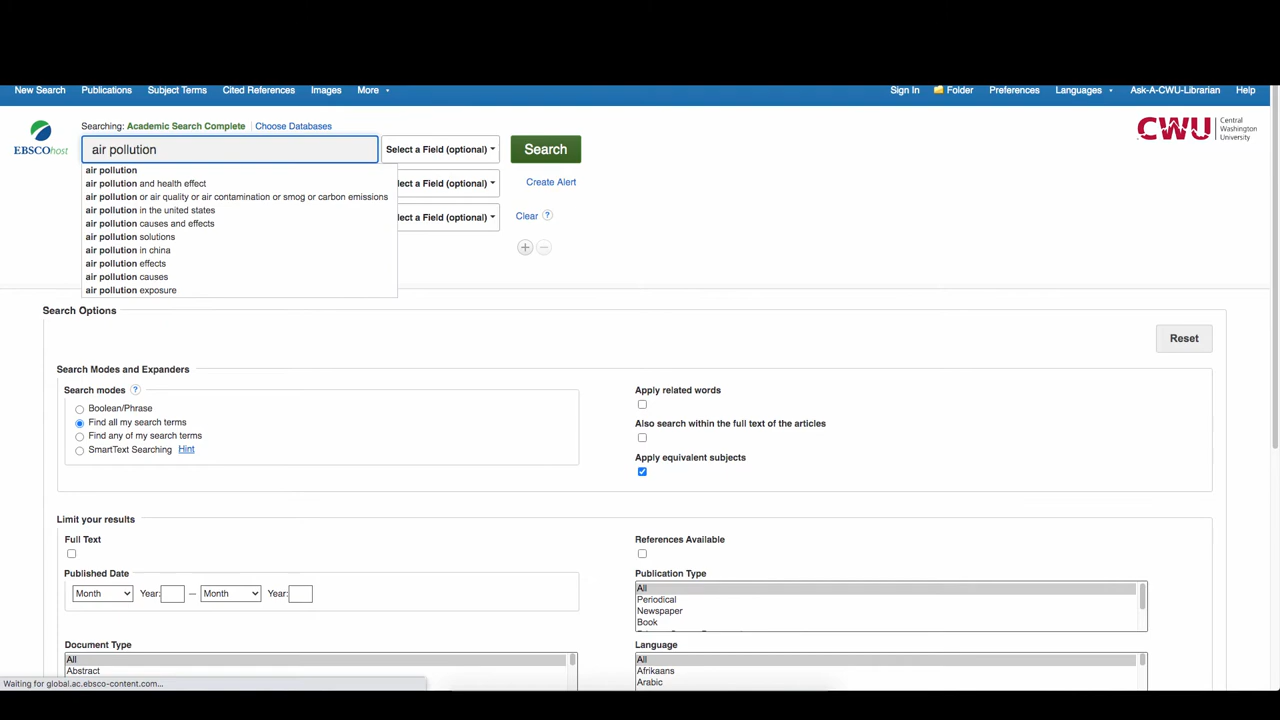 New Search Publications Subject Terms Cited References Images More Sign In Folder Preferences Languages Ask-A-CWU-Librarian Help
EBSCOhost
Searching: Academic Search Complete Choose Databases
CWU Central Washington University
air pollution Select a Field (optional) Search
air pollution
air pollution and health effect lect a Field (optional) Create Alert
air pollution or air quality or air contamination or smog or carbon emissions
air pollution in the united states
lect a Field (optional) Clear ?
air pollution causes and effects
air pollution solutions
air pollution in china
air pollution effects
air pollution causes
air pollution exposure
Search Options
Reset
Search Modes and Expanders
Search modes ? Apply related words
Boolean/Phrase
Find all my search terms Also search within the full text of the articles
Find any of my search terms
SmartText Searching Hint Apply equivalent subjects
Limit your results
Full Text References Available
Published Date Publication Type
Month Year: — Month Year: All
Periodical
Newspaper
Book
Document Type Language
All All
Abstract Afrikaans
Arabic
Waiting for global.ac.ebsco-content.com...